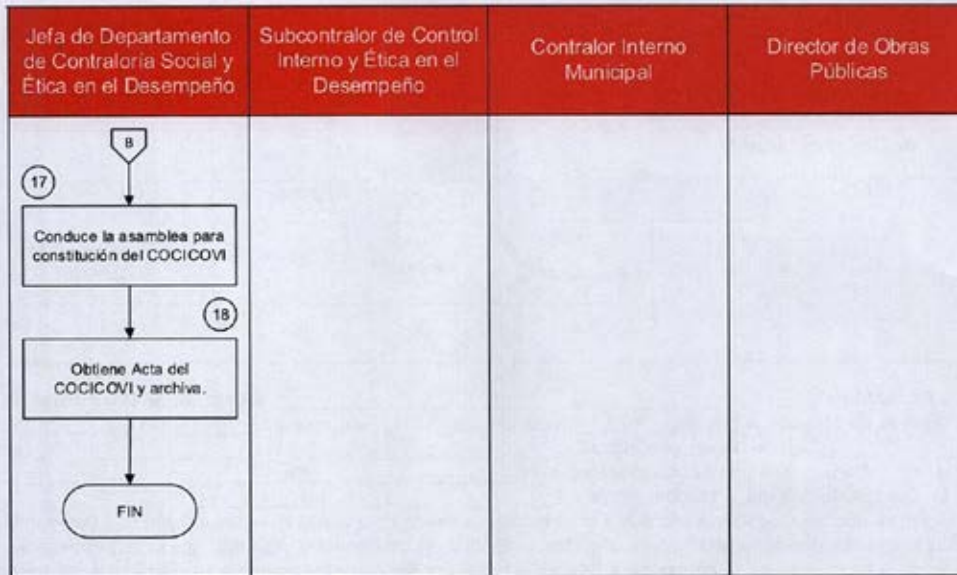 Jefa de Departamento
de Contraloría Social y
Ética en el Desempeño
Subcontralor de Control
Interno y Ética en el
Desempeño
Contralor Interno
Municipal
Director de Obras
Públicas
B
17
Conduce la asamblea para
constitución del COCICOVI
18
Obtiene Acta del
COCICOVI y archiva.
FIN